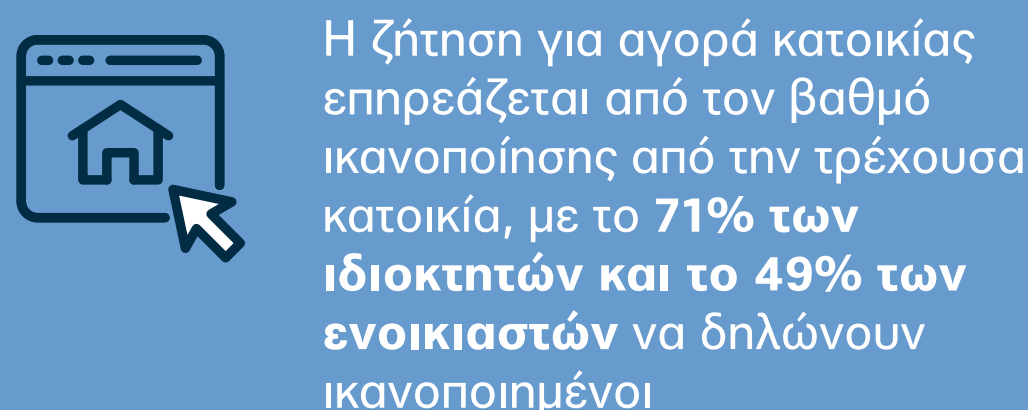 Η ζήτηση για αγορά κατοικίας
επηρεάζεται από τον βαθμό
ικανοποίησης από την τρέχουσα
κατοικία, με το 71% των
ιδιοκτητών και το 49% των
ενοικιαστών να δηλώνουν
ικανοποιημένοι